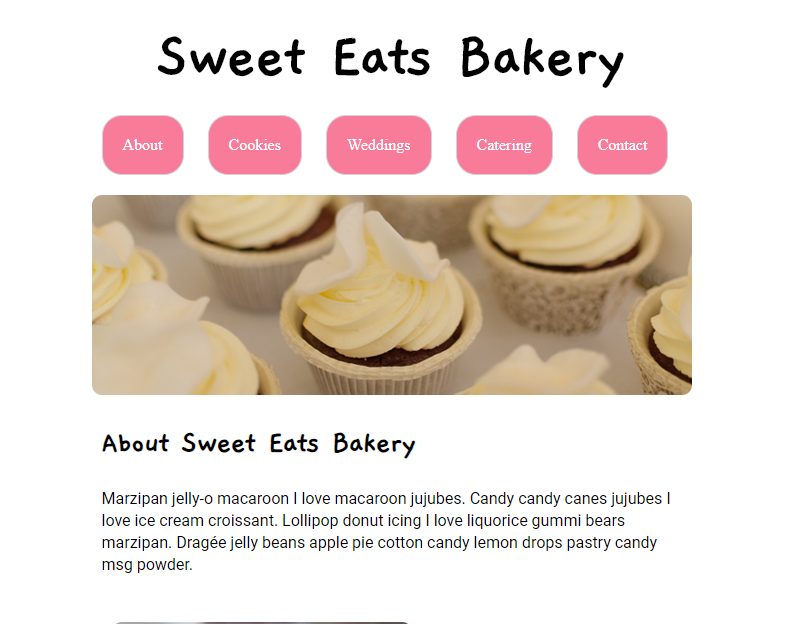 Sweet Eats Bakery
About
Cookies
Weddings
Catering
Contact
About Sweet Eats Bakery
Marzipan jelly-o macaroon I love macaroon jujubes. Candy candy canes jujubes I
love ice cream croissant. Lollipop donut icing I love liquorice gummi bears
marzipan. Dragée jelly beans apple pie cotton candy lemon drops pastry candy
msg powder.